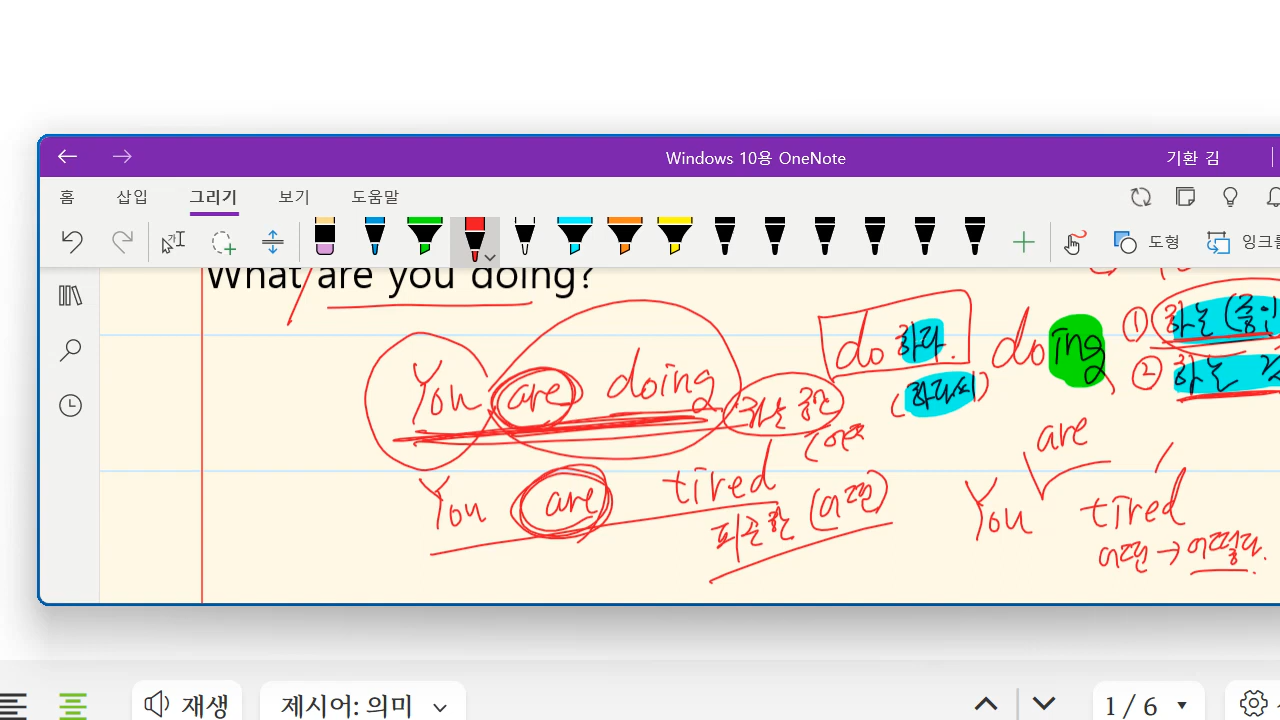 Windows 10용 OneNote
기환 김
홈 삽입 그리기 보기 도움말
도형
What are you doing?
You are doing 하는 중인
do 하다.
(하다씨)
doing
① 하는 (중인
② 하는
You are tired
피곤한 (어떤)
are
You tired
어떤 → 어떻다.
재생
제시어: 의미
1 / 6